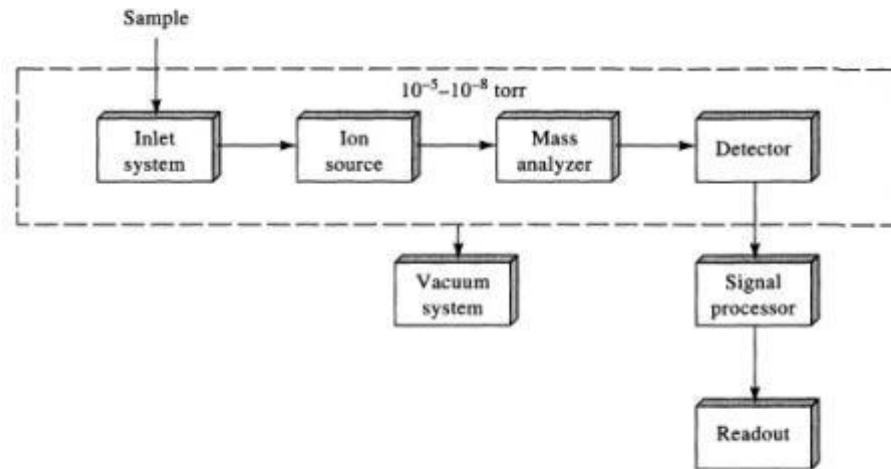 Sample
10⁻⁵–10⁻⁸ torr
Inlet
system
Ion
source
Mass
analyzer
Detector
Vacuum
system
Signal
processor
Readout